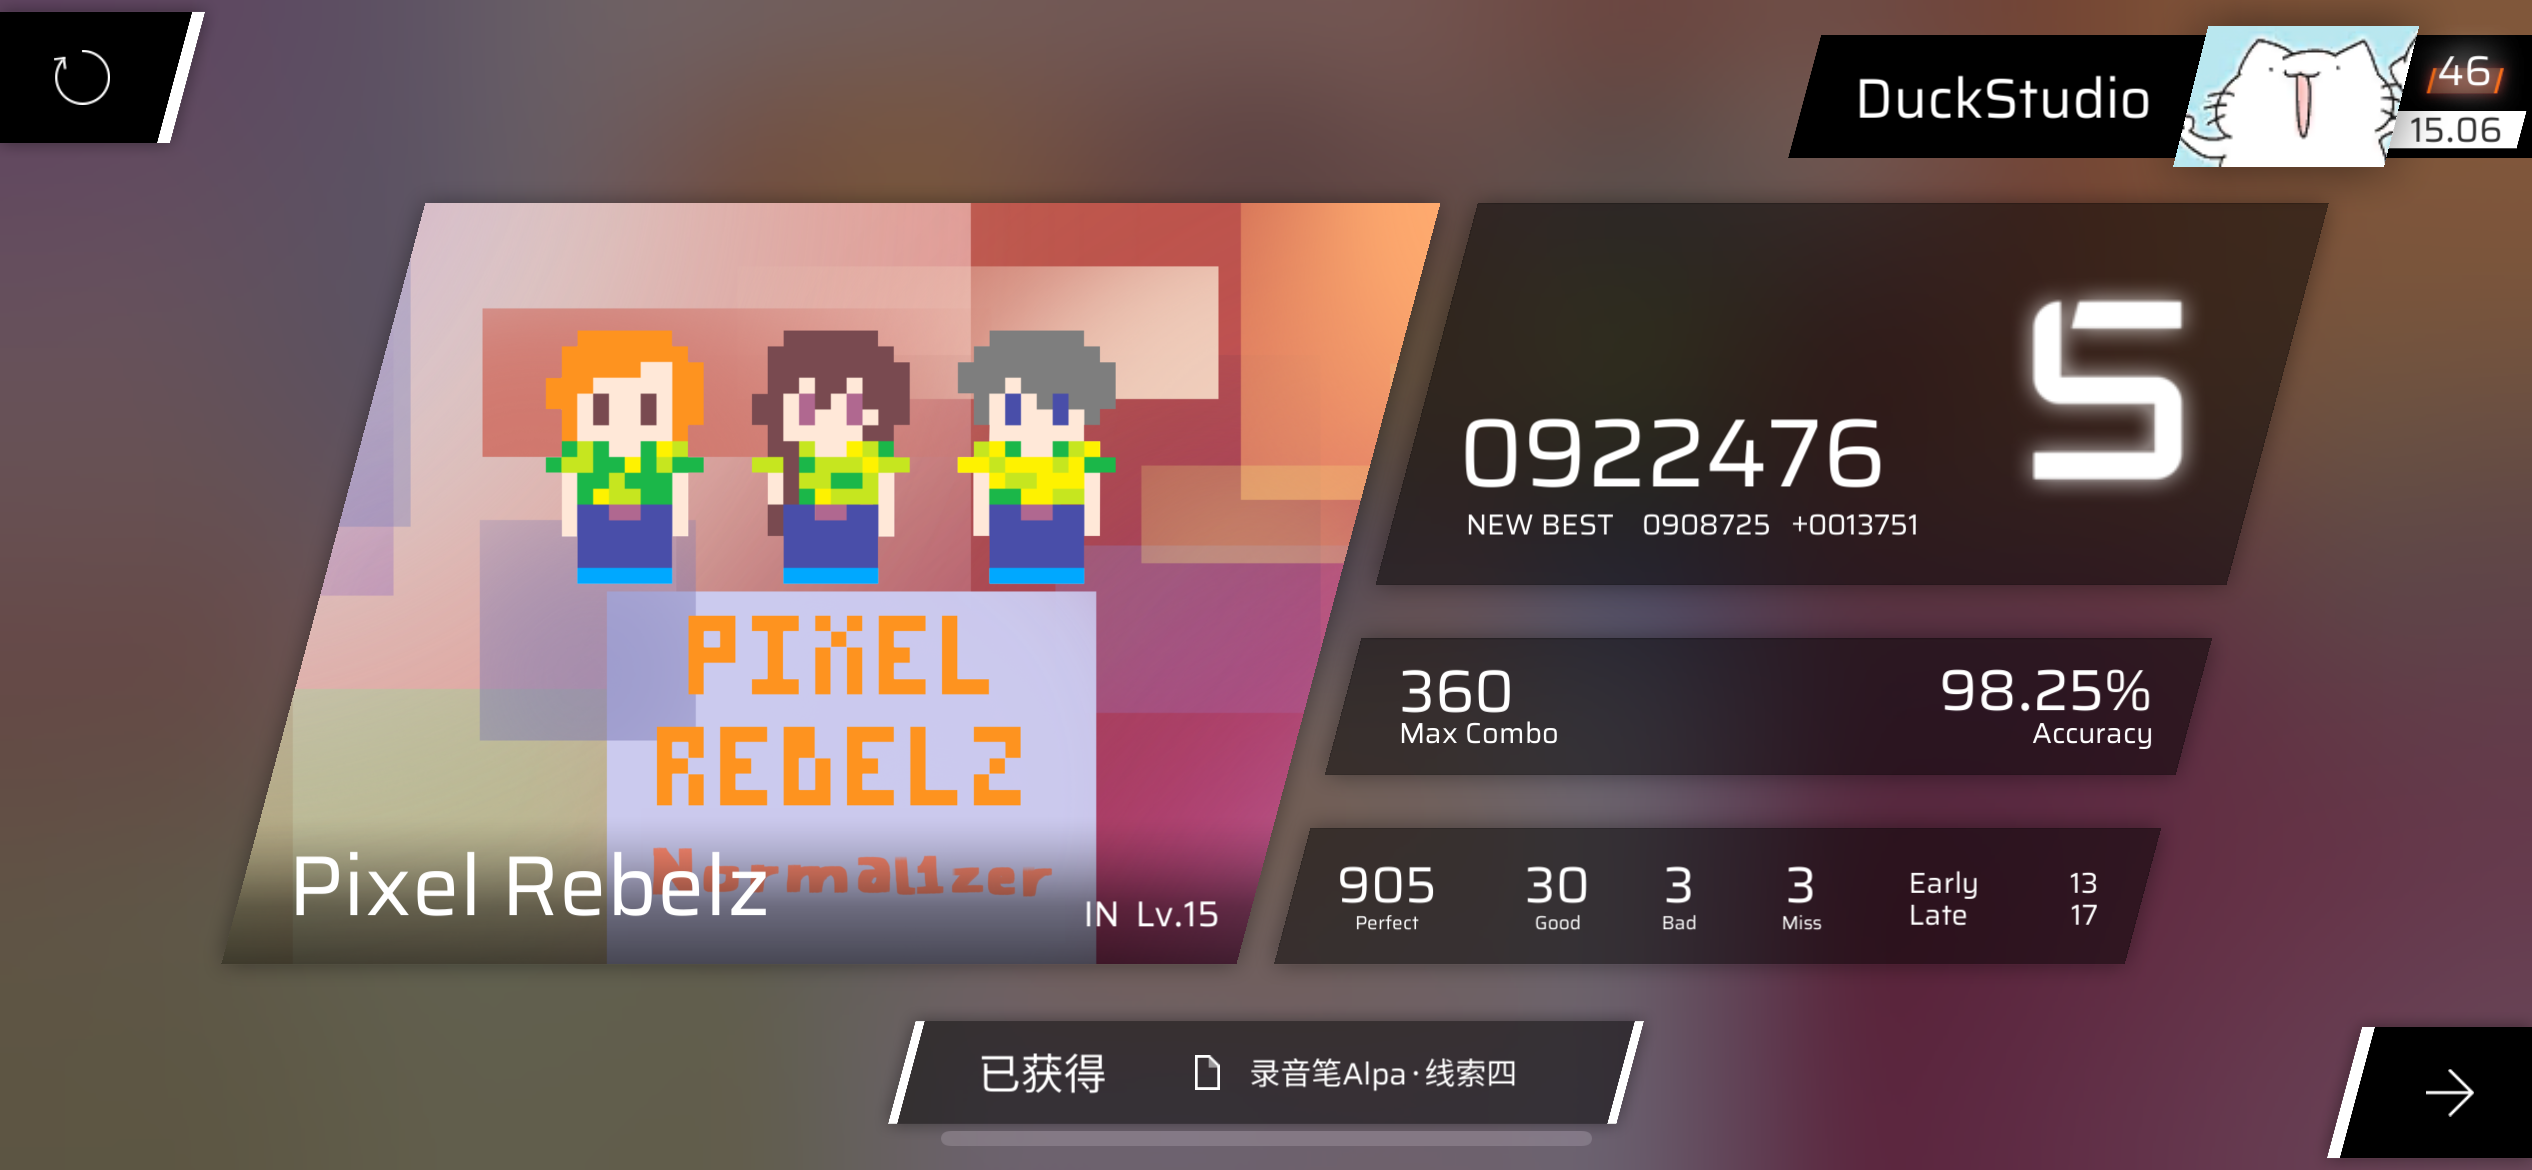 DuckStudio
46
15.06
PIXEL
REBELZ
Normal1zer
Pixel Rebelz
IN Lv.15
S
0922476
NEW BEST 0908725 +0013751
360
Max Combo
98.25%
Accuracy
905
Perfect
30
Good
3
Bad
3
Miss
Early 13
Late 17
已获得 录音笔Alpa·线索四